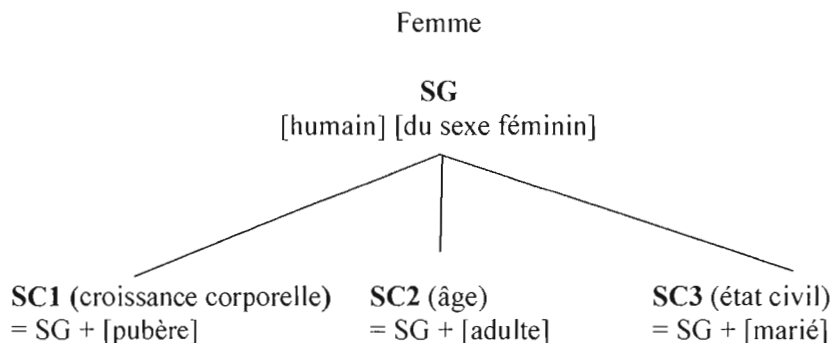 Femme
SG
[humain] [du sexe féminin]
SC1 (croissance corporelle) SC2 (âge) SC3 (état civil)
= SG + [pubère] = SG + [adulte] = SG + [marié]